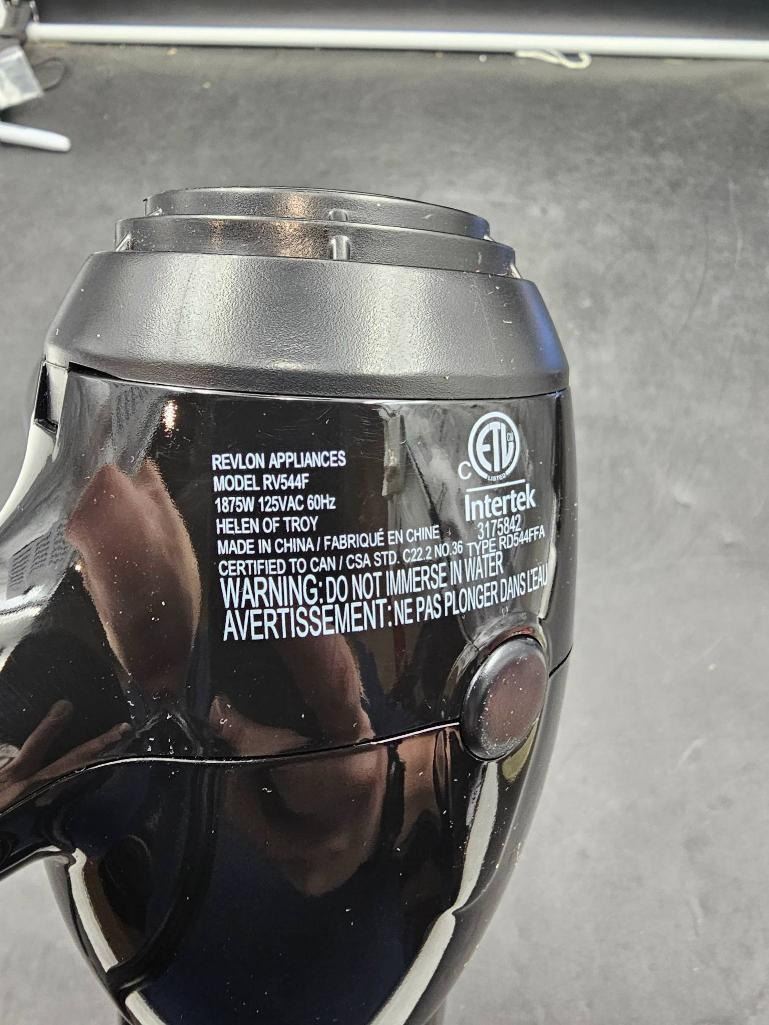 REVLON APPLIANCES
MODEL RV544F
1875W 125VAC 60Hz
HELEN OF TROY
MADE IN CHINA / FABRIQUÉ EN CHINE
CERTIFIED TO CAN / CSA STD. C22.2 NO.36 TYPE RD544FFA
WARNING: DO NOT IMMERSE IN WATER
AVERTISSEMENT: NE PAS PLONGER DANS L'EAU
C ETL
LISTED
Intertek
3175842